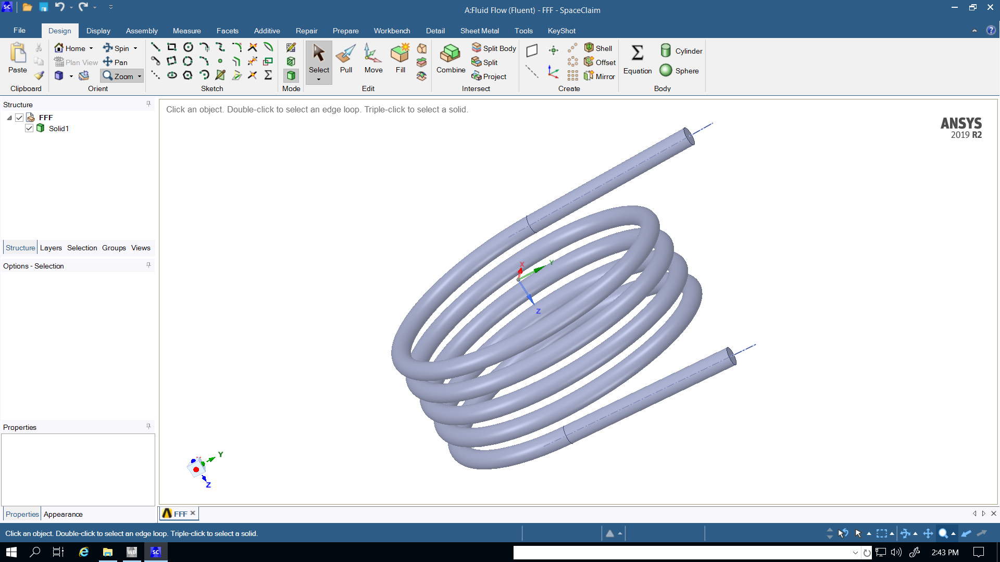 SC
A:Fluid Flow (Fluent) - FFF - SpaceClaim
File Design Display Assembly Measure Facets Additive Repair Prepare Workbench Detail Sheet Metal Tools KeyShot
Paste
Clipboard
Home Spin
Plan View Pan
Zoom
Orient
Sketch
Mode
Select Pull Move Fill
Edit
Combine
Split Body
Split
Project
Intersect
Shell
Offset
Mirror
Create
Equation
Cylinder
Sphere
Body
Structure
FFF
Solid1
Structure Layers Selection Groups Views
Options - Selection
Properties
Properties Appearance
Click an object. Double-click to select an edge loop. Triple-click to select a solid.
ANSYS
2019 R2
X
Y
Z
Y
Z
FFF
Click an object. Double-click to select an edge loop. Triple-click to select a solid.
WB
SC
2:43 PM